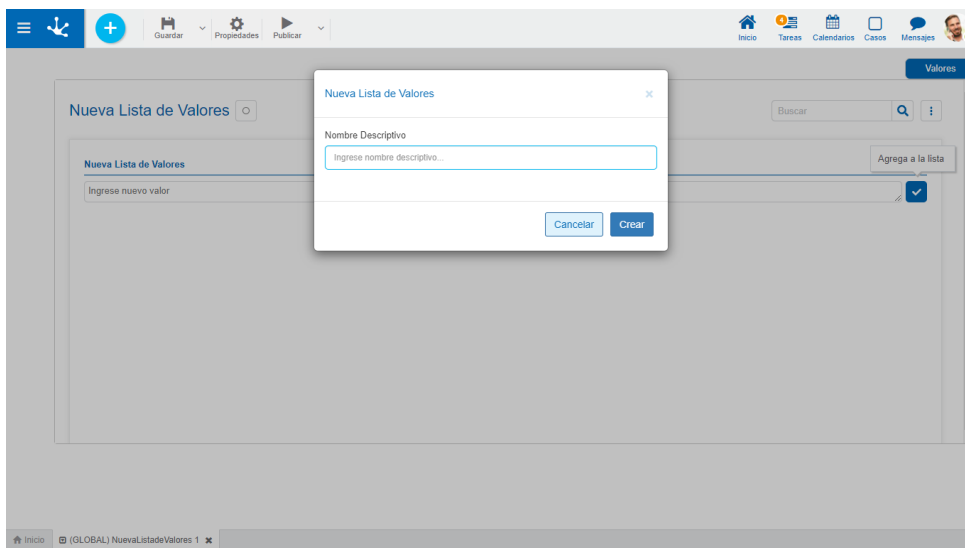 Guardar
Propiedades
Publicar
Inicio
4
Tareas
Calendarios
Casos
Mensajes
Valores
Nueva Lista de Valores
Buscar
Nueva Lista de Valores
Agrega a la lista
Ingrese nuevo valor
Nueva Lista de Valores
Nombre Descriptivo
Ingrese nombre descriptivo...
Cancelar
Crear
Inicio
(GLOBAL) NuevaListadeValores 1